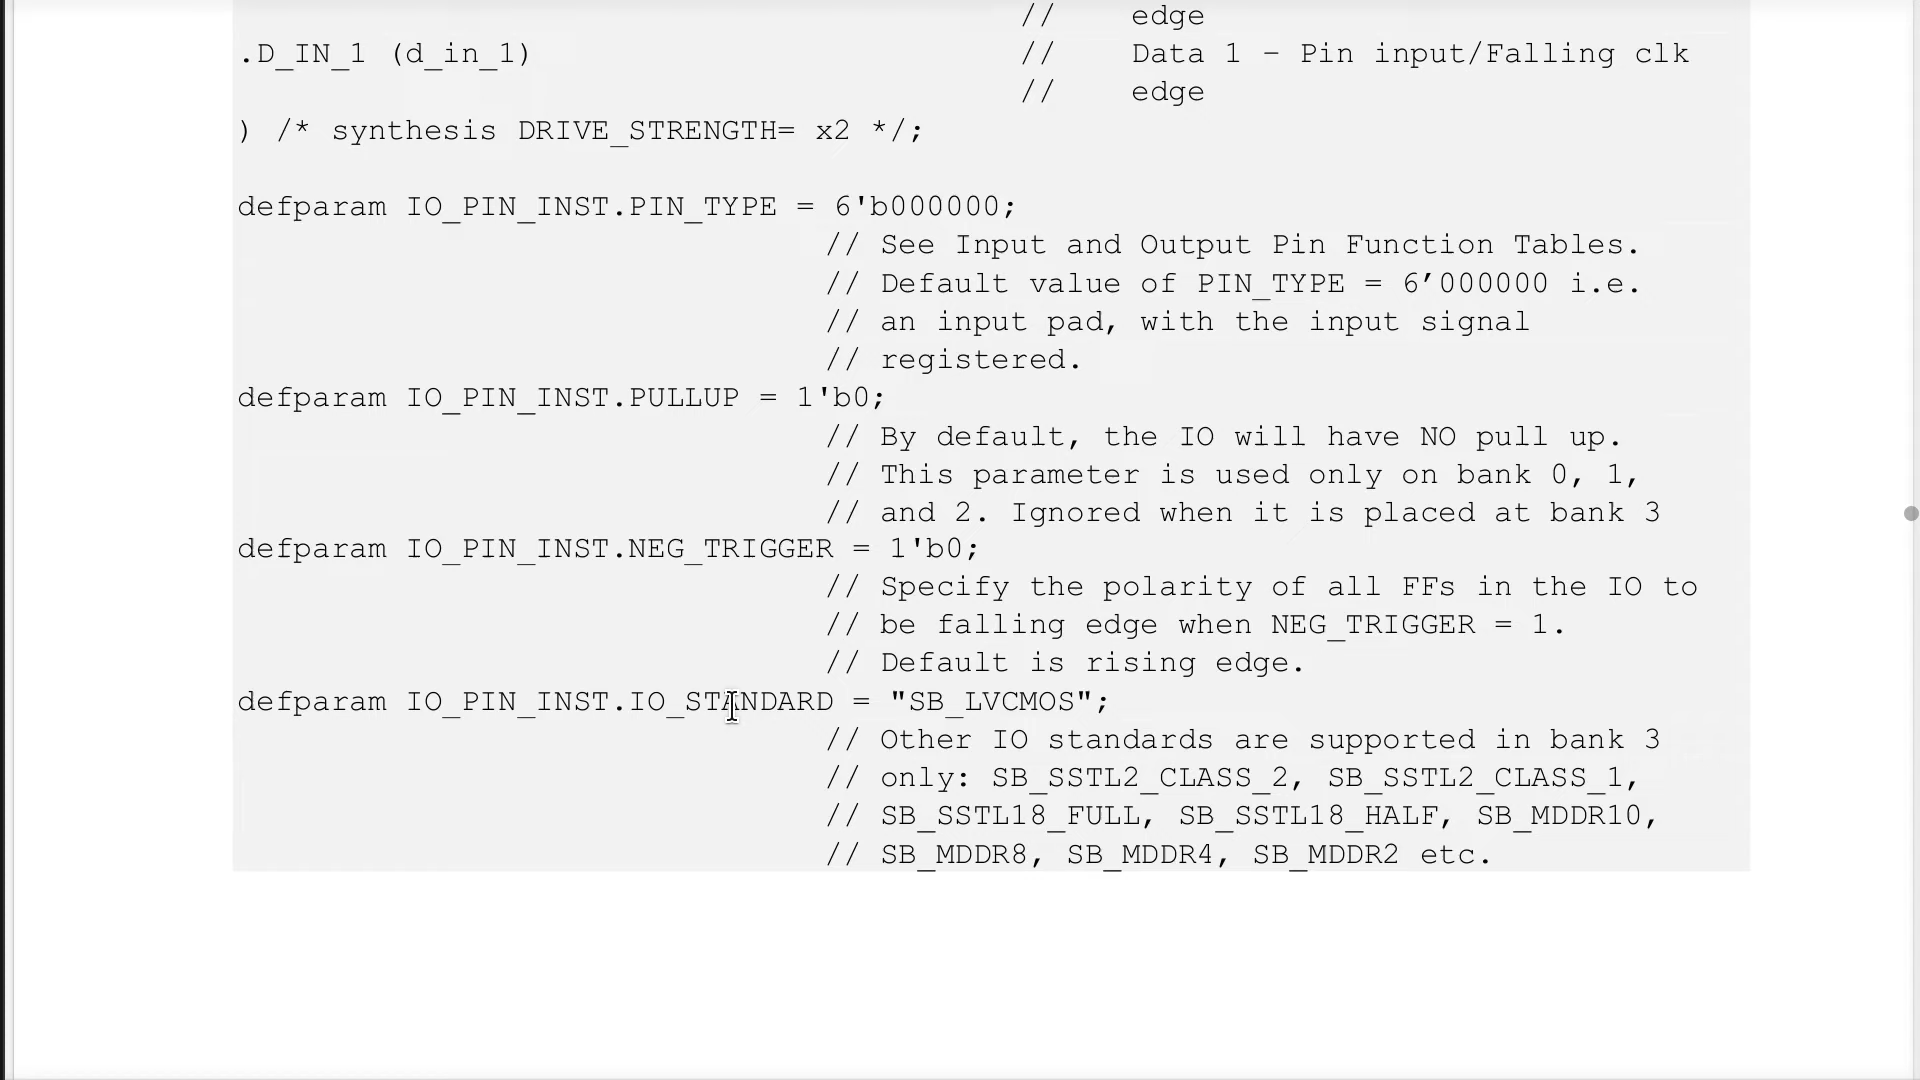 // edge
.D_IN_1 (d_in_1) // Data 1 – Pin input/Falling clk
// edge
) /* synthesis DRIVE_STRENGTH= x2 */;
defparam IO_PIN_INST.PIN_TYPE = 6'b000000;
// See Input and Output Pin Function Tables.
// Default value of PIN_TYPE = 6’000000 i.e.
// an input pad, with the input signal
// registered.
defparam IO_PIN_INST.PULLUP = 1'b0;
// By default, the IO will have NO pull up.
// This parameter is used only on bank 0, 1,
// and 2. Ignored when it is placed at bank 3
defparam IO_PIN_INST.NEG_TRIGGER = 1'b0;
// Specify the polarity of all FFs in the IO to
// be falling edge when NEG_TRIGGER = 1.
// Default is rising edge.
defparam IO_PIN_INST.IO_STANDARD = "SB_LVCMOS";
// Other IO standards are supported in bank 3
// only: SB_SSTL2_CLASS_2, SB_SSTL2_CLASS_1,
// SB_SSTL18_FULL, SB_SSTL18_HALF, SB_MDDR10,
// SB_MDDR8, SB_MDDR4, SB_MDDR2 etc.